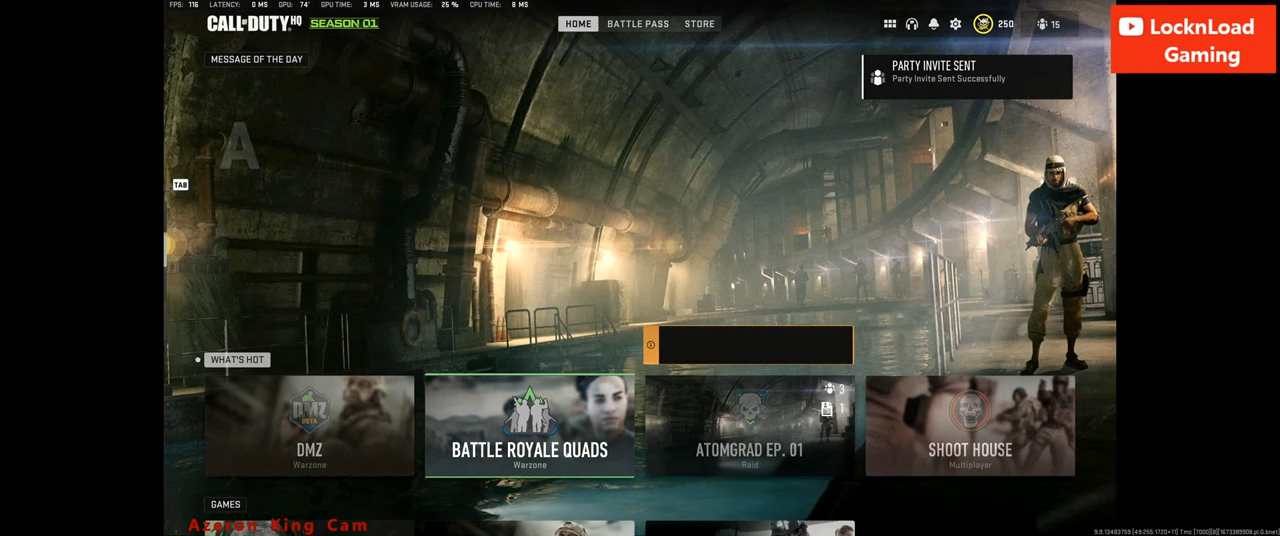 FPS: 116 LATENCY: 0 MS GPU: 74° GPU TIME: 3 MS VRAM USAGE: 25 % CPU TIME: 8 MS
CALL OF DUTY HQ SEASON 01
HOME BATTLE PASS STORE
250
15
LocknLoad
Gaming
MESSAGE OF THE DAY
PARTY INVITE SENT
Party Invite Sent Successfully
A
TAB
WHAT'S HOT
DMZ
BETA
DMZ
Warzone
BATTLE ROYALE QUADS
Warzone
3
1
ATOMGRAD EP. 01
Raid
SHOOT HOUSE
Multiplayer
GAMES
Azeron King Cam